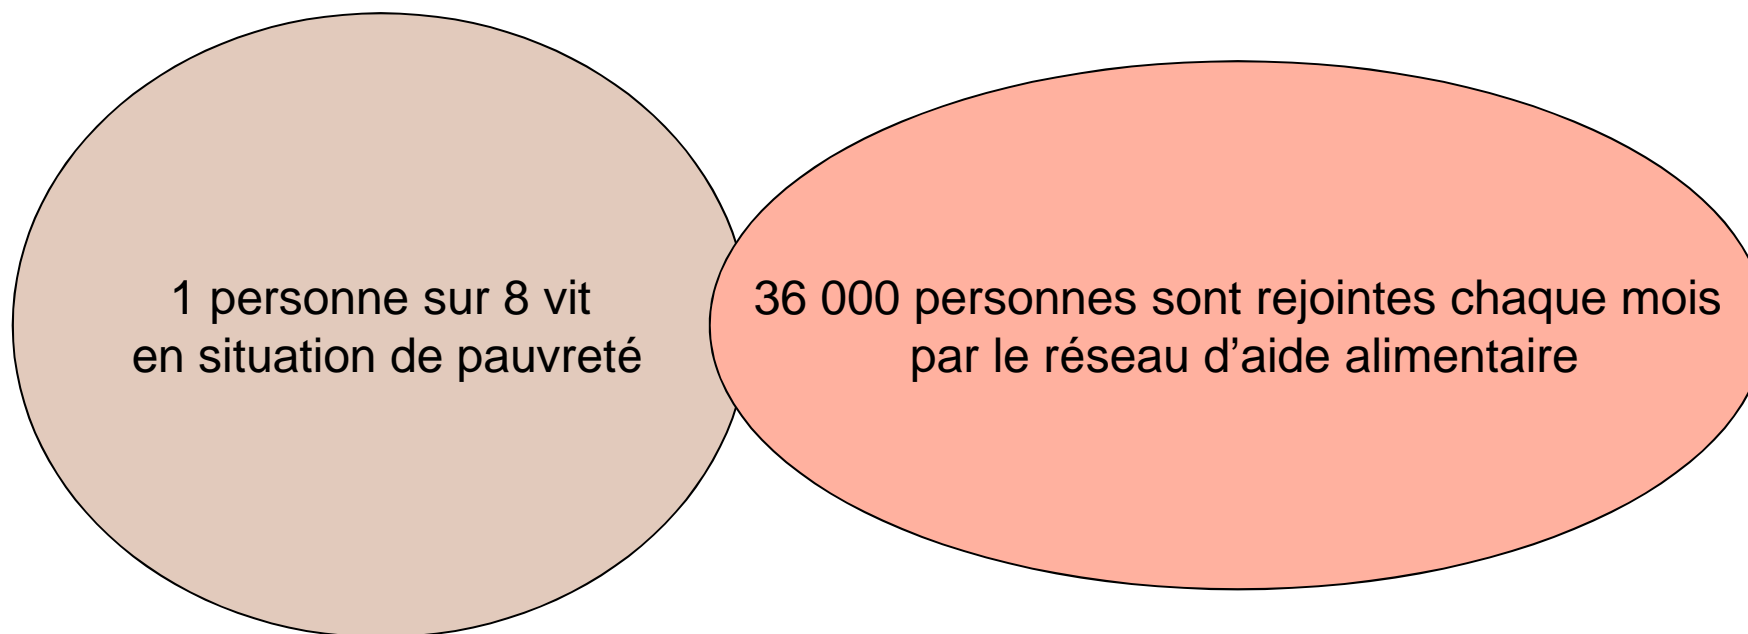 1 personne sur 8 vit
en situation de pauvreté
36 000 personnes sont rejointes chaque mois
par le réseau d’aide alimentaire